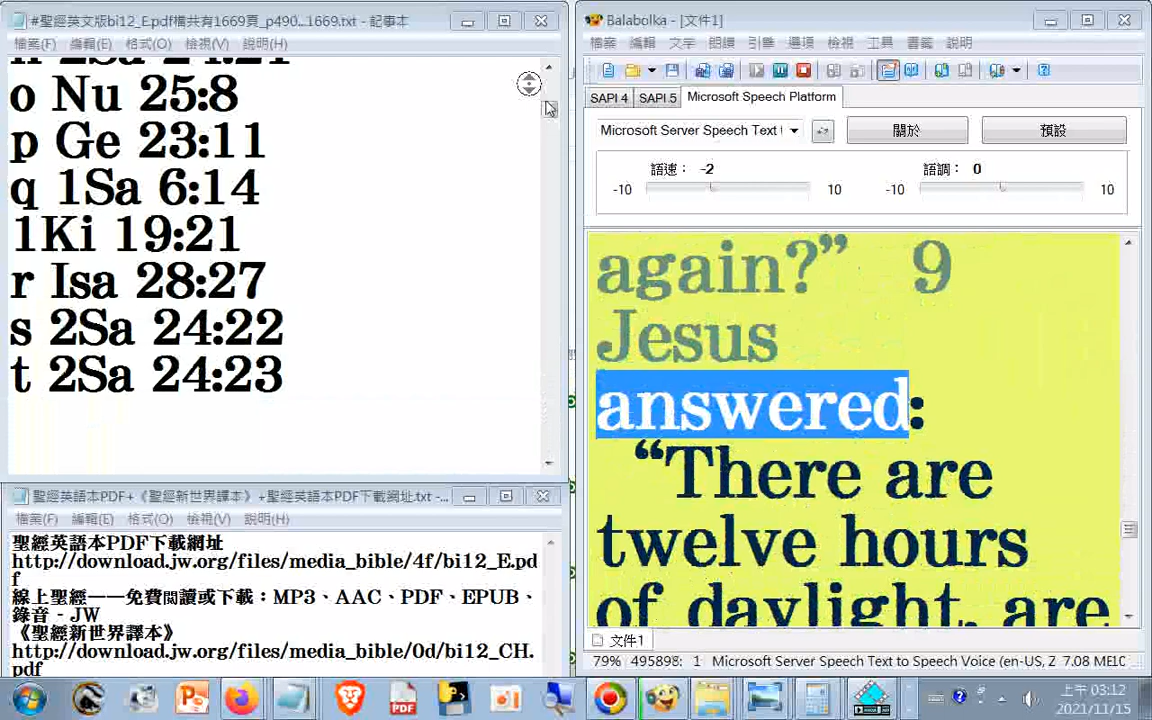 #聖經英文版bi12_E.pdf橫共有1669頁_p490...1669.txt - 記事本
檔案(F) 編輯(E) 格式(O) 檢視(V) 說明(H)
n 2Sa 24:21
o Nu 25:8
p Ge 23:11
q 1Sa 6:14
1Ki 19:21
r Isa 28:27
s 2Sa 24:22
t 2Sa 24:23
聖經英語本PDF+《聖經新世界譯本》+聖經英語本PDF下載網址.txt - ...
檔案(F) 編輯(E) 格式(O) 檢視(V) 說明(H)
聖經英語本PDF下載網址
http://download.jw.org/files/media_bible/4f/bi12_E.pd
f
線上聖經——免費閱讀或下載：MP3、AAC、PDF、EPUB、
錄音 - JW
《聖經新世界譯本》
http://download.jw.org/files/media_bible/0d/bi12_CH.
pdf
Balabolka - [文件1]
檔案 編輯 文字 朗讀 引擎 選項 檢視 工具 書籤 說明
SAPI 4 SAPI 5 Microsoft Speech Platform
Microsoft Server Speech Text 關於 預設
語速： -2 語調： 0
-10 10 -10 10
again?” 9
Jesus
answered:
“There are
twelve hours
of daylight, are
文件1
79% 495898: 1 Microsoft Server Speech Text to Speech Voice (en-US, Z 7.08 МБ
上午 03:12
2021/11/15